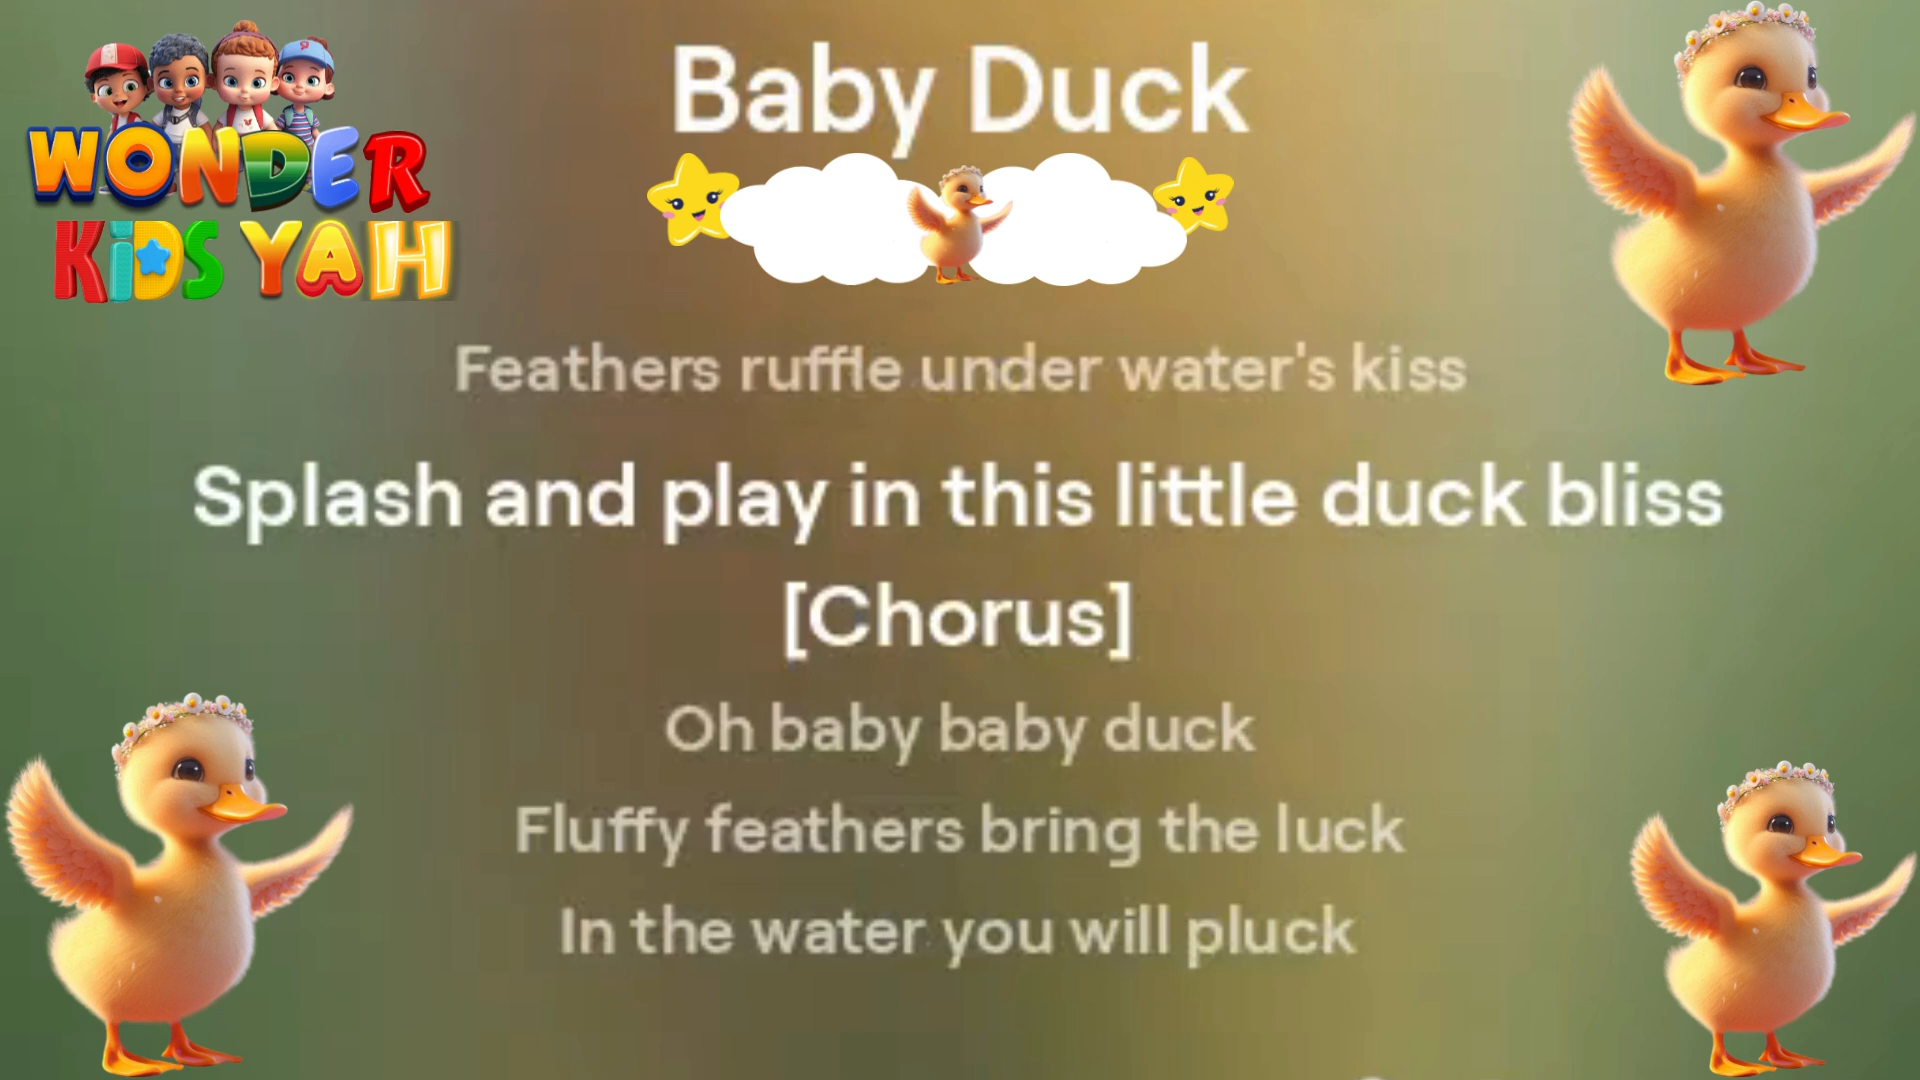 WONDER
KiDS YAH
Baby Duck
Feathers ruffle under water's kiss
Splash and play in this little duck bliss
[Chorus]
Oh baby baby duck
Fluffy feathers bring the luck
In the water you will pluck